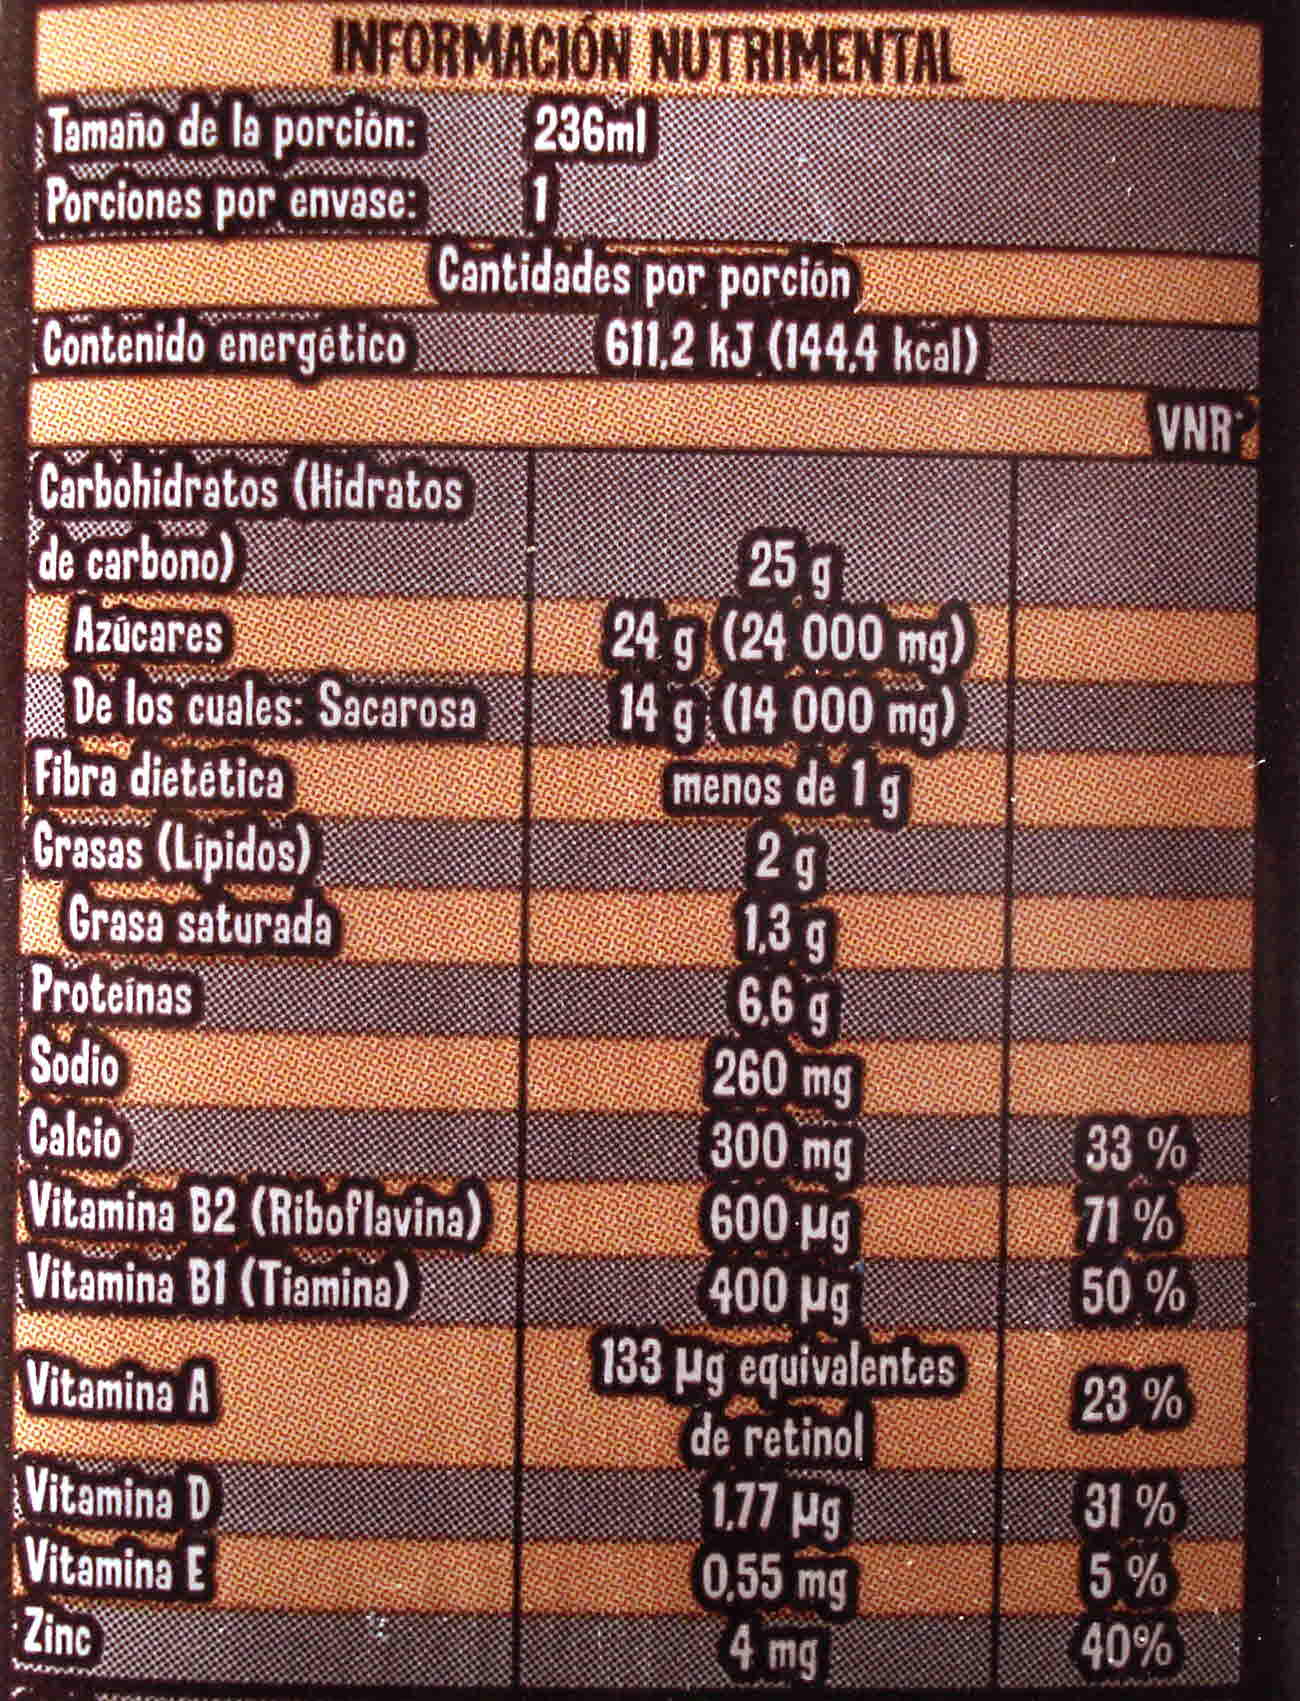 INFORMACIÓN NUTRIMENTAL
Tamaño de la porción: 236ml
Porciones por envase: 1
Cantidades por porción
Contenido energético 611.2 kJ (144.4 kcal)
VNR*
Carbohidratos (Hidratos
de carbono) 25 g
Azúcares 24 g (24 000 mg)
De los cuales: Sacarosa 14 g (14 000 mg)
Fibra dietética menos de 1 g
Grasas (Lípidos) 2 g
Grasa saturada 1.3 g
Proteínas 6.6 g
Sodio 260 mg
Calcio 300 mg 33 %
Vitamina B2 (Riboflavina) 600 µg 71 %
Vitamina B1 (Tiamina) 400 µg 50 %
Vitamina A 133 µg equivalentes
de retinol 23 %
Vitamina D 1.77 µg 31 %
Vitamina E 0.55 mg 5 %
Zinc 4 mg 40%